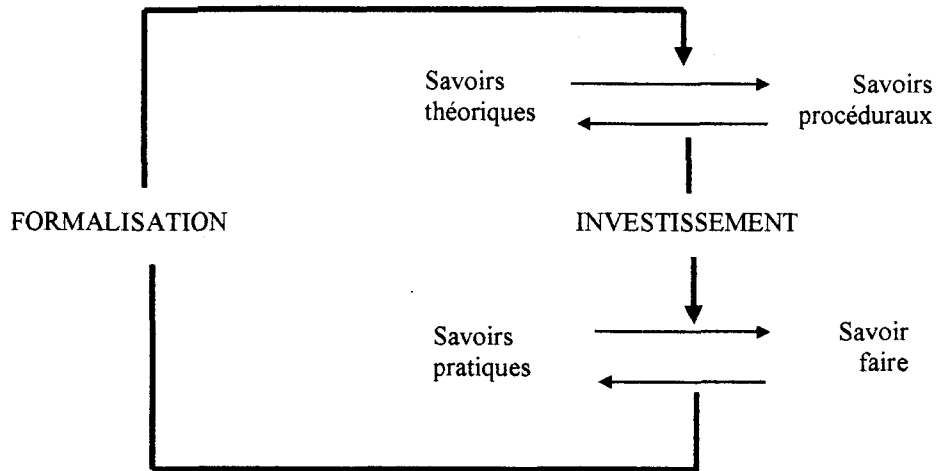 Savoirs
théoriques
Savoirs
procéduraux
FORMALISATION
INVESTISSEMENT
Savoirs
pratiques
Savoir
faire